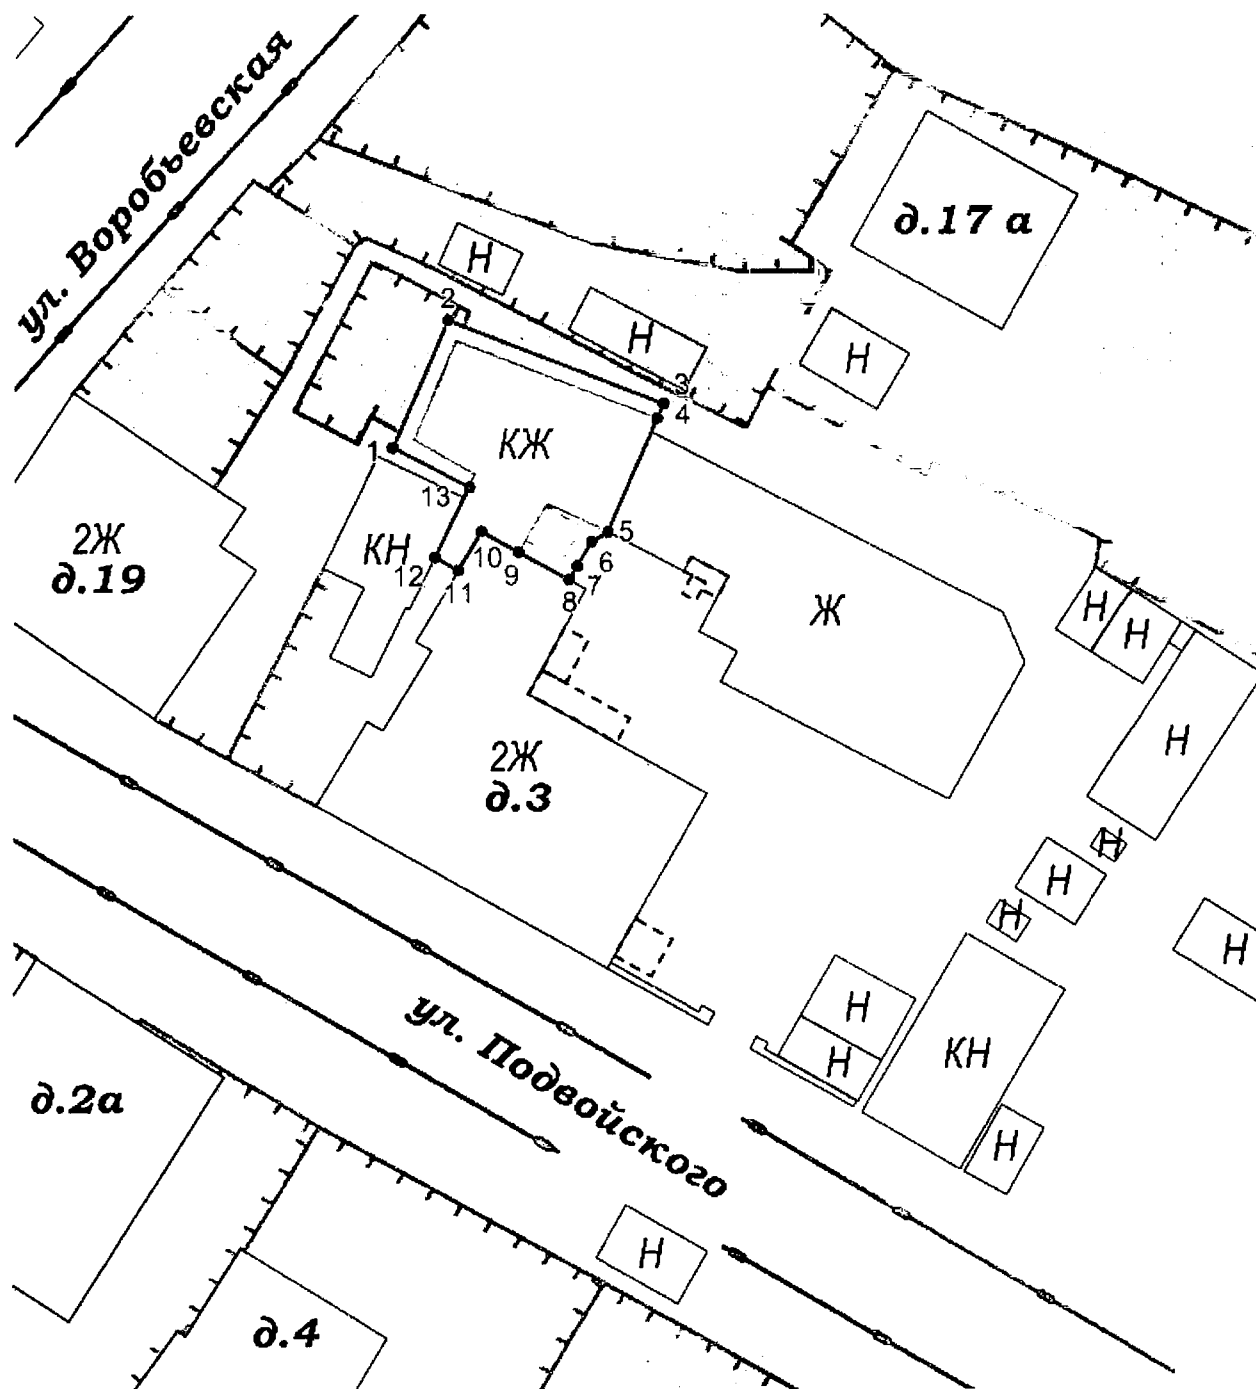 ул. Воробьевская
д.17 а
Н
2
Н
Н
3
4
КЖ
1
13
2Ж
д.19
КН
12
11
10
9
5
6
7
8
Ж
Н
Н
Н
2Ж
д.3
Н
Н
Н
Н
Н
Н
КН
Н
ул. Подвойского
д.2а
Н
д.4